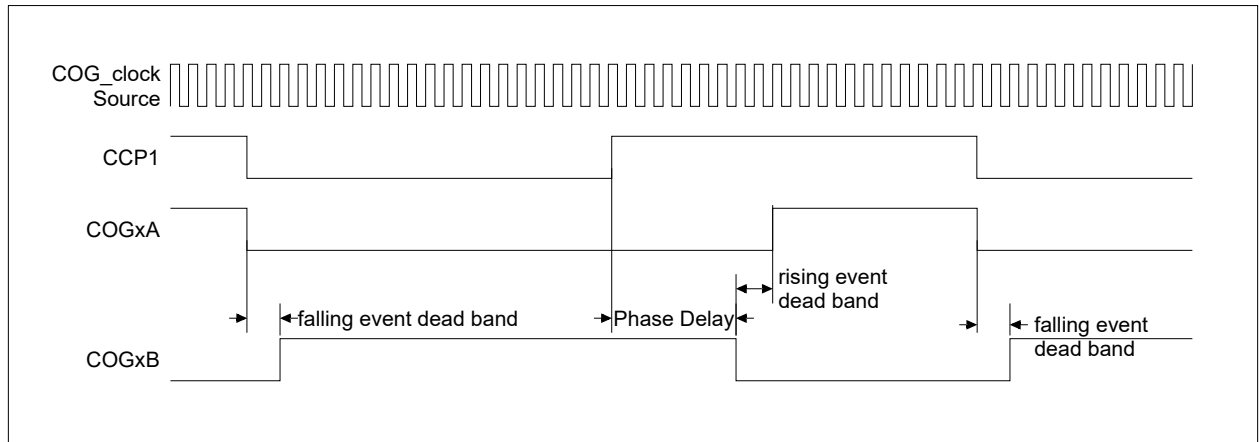 COG_clock
Source
CCP1
COGxA
rising event
dead band
falling event dead band
Phase Delay
falling event
dead band
COGxB